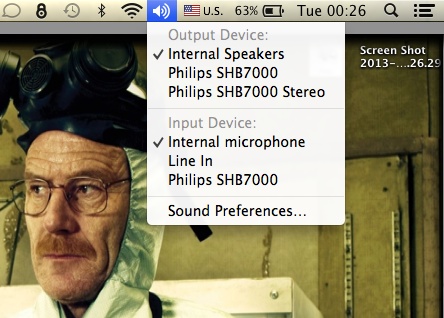 U.S. 63% Tue 00:26
Output Device:
✓ Internal Speakers
Philips SHB7000
Philips SHB7000 Stereo
Input Device:
✓ Internal microphone
Line In
Philips SHB7000
Sound Preferences...
Screen Shot
2013-....26.29